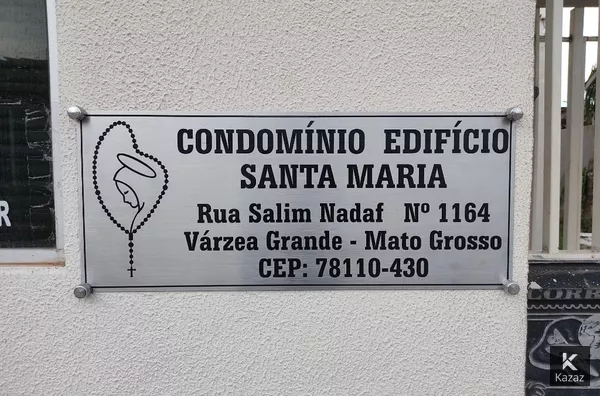 CONDOMÍNIO EDIFÍCIO
SANTA MARIA
Rua Salim Nadaf Nº 1164
Várzea Grande - Mato Grosso
CEP: 78110-430
R
K
Kazaz